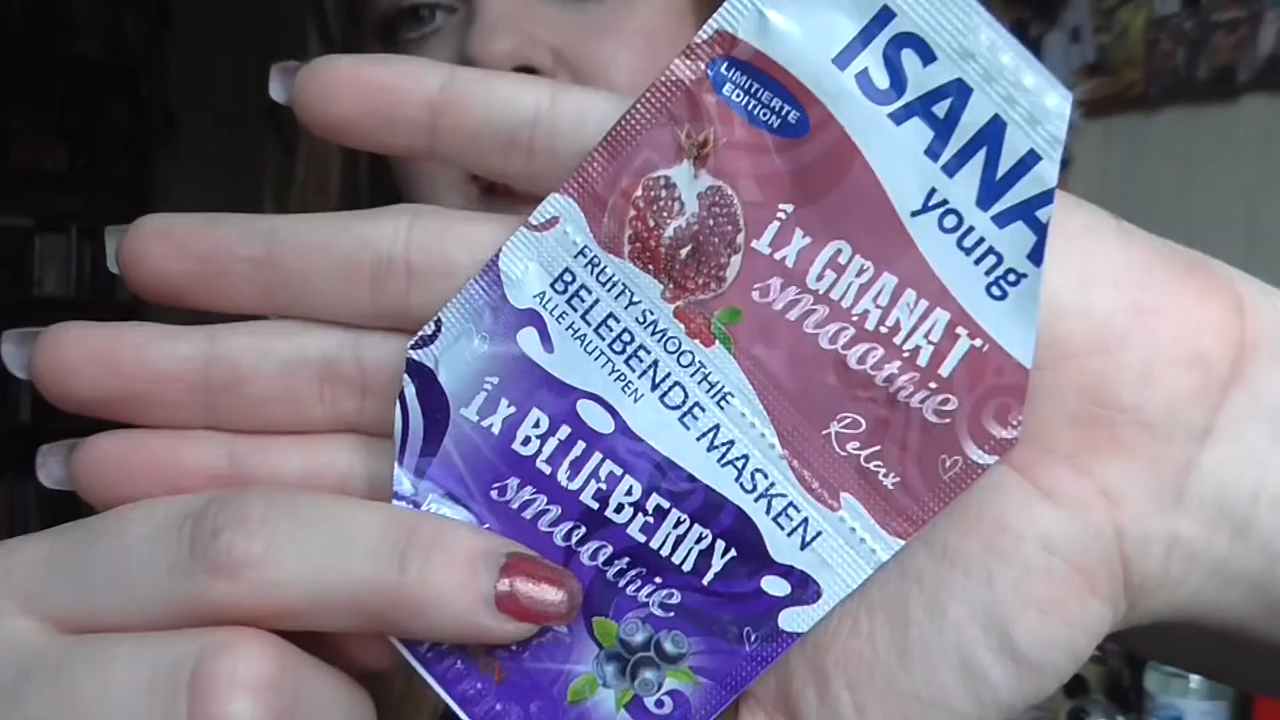 ISANA
young
LIMITIERTE
EDITION
1x GRANAT
smoothie
Relax
FRUITY SMOOTHIE
BELEBENDE MASKEN
ALLE HAUTTYPEN
1x BLUEBERRY
smoothie